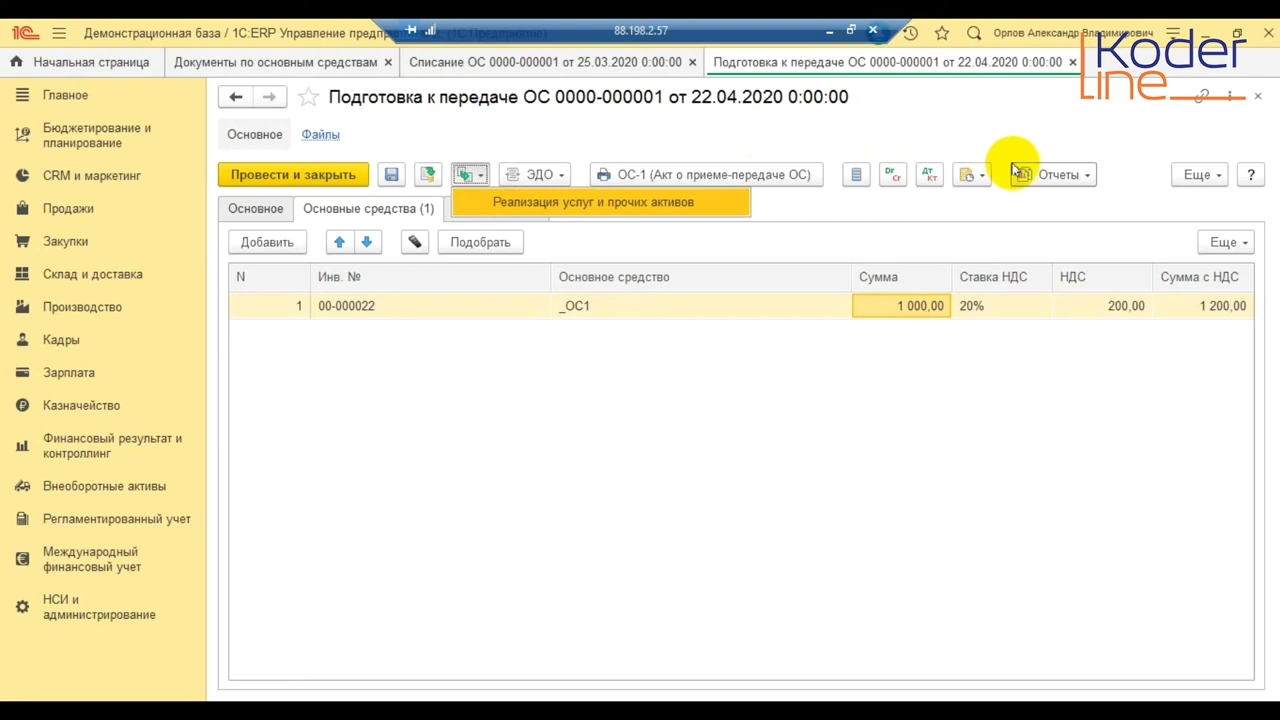 88.198.2.57
Демонстрационная база / 1С:ERP Управление предпр
(1С:Предприятие)
Орлов Александр Владимирович
Koder
line
Начальная страница
Документы по основным средствам ×
Списание ОС 0000-000001 от 25.03.2020 0:00:00 ×
Подготовка к передаче ОС 0000-000001 от 22.04.2020 0:00:00 ×
Главное
Бюджетирование и
планирование
CRM и маркетинг
Продажи
Закупки
Склад и доставка
Производство
Кадры
Зарплата
Казначейство
Финансовый результат и
контроллинг
Внеоборотные активы
Регламентированный учет
Международный
финансовый учет
НСИ и
администрирование
Подготовка к передаче ОС 0000-000001 от 22.04.2020 0:00:00
Основное Файлы
Провести и закрыть ЭДО ОС-1 (Акт о приеме-передаче ОС) Dr Cr Дт Кт Отчеты Еще ?
Реализация услуг и прочих активов
Основное Основные средства (1)
Добавить Подобрать Еще
N Инв. № Основное средство Сумма Ставка НДС НДС Сумма с НДС
1 00-000022 _ОС1 1 000,00 20% 200,00 1 200,00